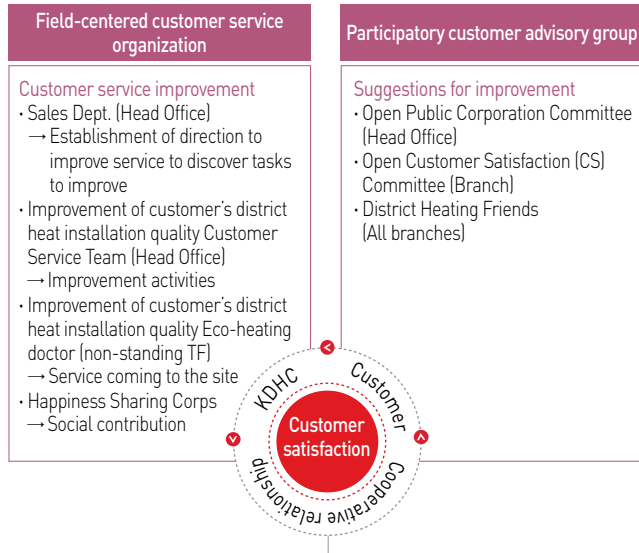 Field-centered customer service
organization
Customer service improvement
· Sales Dept. (Head Office)
→ Establishment of direction to
improve service to discover tasks
to improve
· Improvement of customer's district
heat installation quality Customer
Service Team (Head Office)
→ Improvement activities
· Improvement of customer's district
heat installation quality Eco-heating
doctor (non-standing TF)
→ Service coming to the site
· Happiness Sharing Corps
→ Social contribution
Participatory customer advisory group
Suggestions for improvement
· Open Public Corporation Committee
(Head Office)
· Open Customer Satisfaction (CS)
Committee (Branch)
· District Heating Friends
(All branches)
KDHC
Customer
Cooperative relationship
Customer
satisfaction